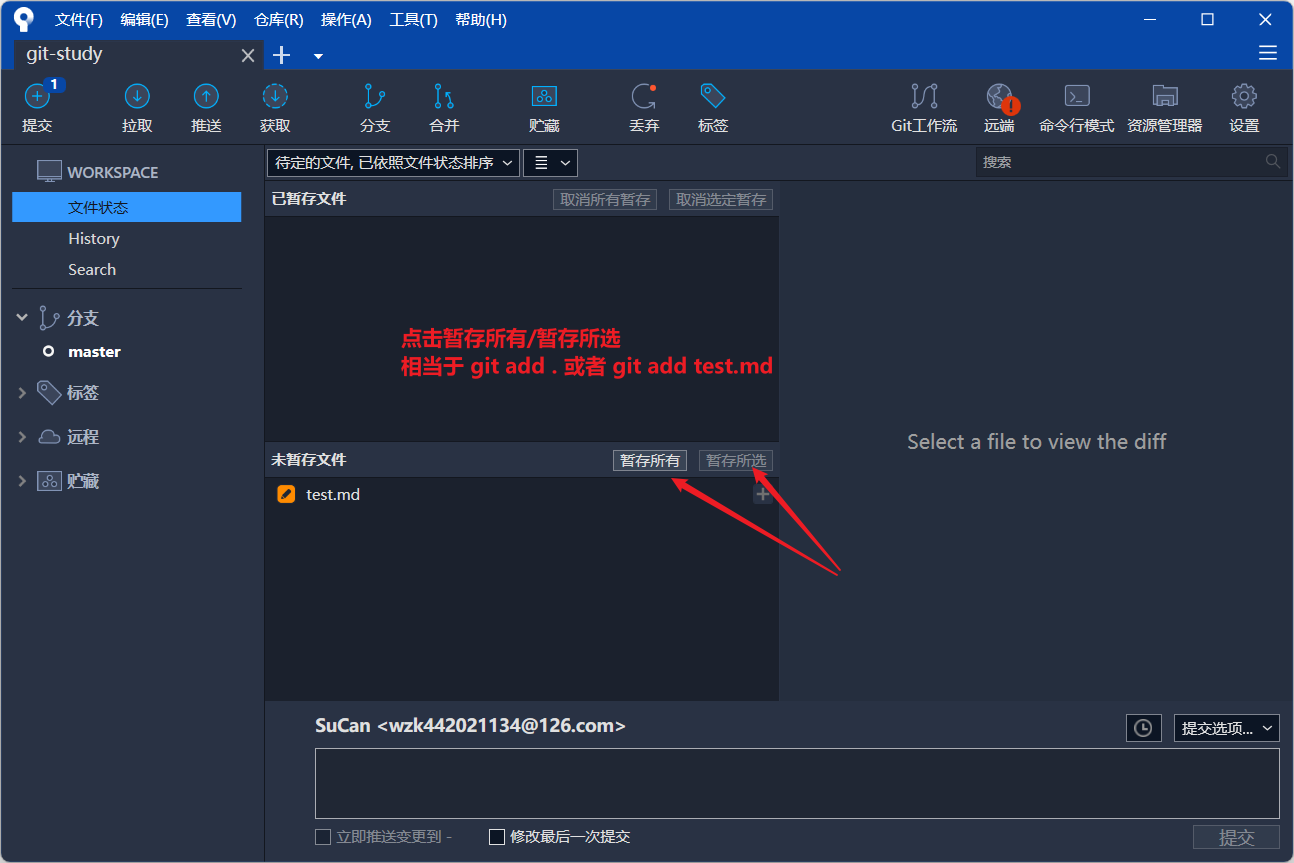 文件(F) 编辑(E) 查看(V) 仓库(R) 操作(A) 工具(T) 帮助(H)
git-study
1
提交 拉取 推送 获取 分支 合并 贮藏 丢弃 标签 Git工作流 远端 命令行模式 资源管理器 设置
WORKSPACE
文件状态
History
Search
分支
master
标签
远程
贮藏
待定的文件, 已依照文件状态排序
搜索
已暂存文件 取消所有暂存 取消选定暂存
点击暂存所有/暂存所选
相当于 git add . 或者 git add test.md
未暂存文件 暂存所有 暂存所选
test.md
Select a file to view the diff
SuCan <wzk442021134@126.com>
提交选项...
立即推送变更到 -
修改最后一次提交
提交